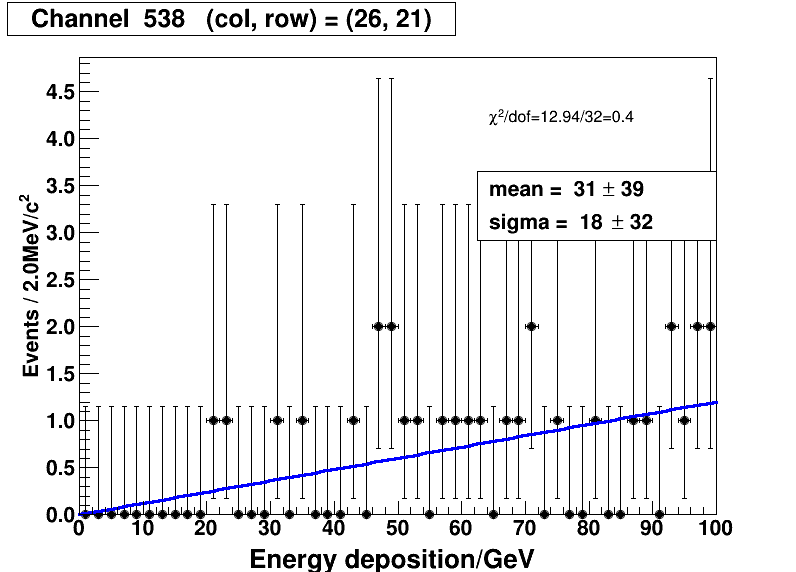 Channel 538 (col, row) = (26, 21)
χ²/dof=12.94/32=0.4
mean = 31 ± 39
sigma = 18 ± 32
Events / 2.0MeV/c²
4.5
4.0
3.5
3.0
2.5
2.0
1.5
1.0
0.5
0.0
0 10 20 30 40 50 60 70 80 90 100
Energy deposition/GeV